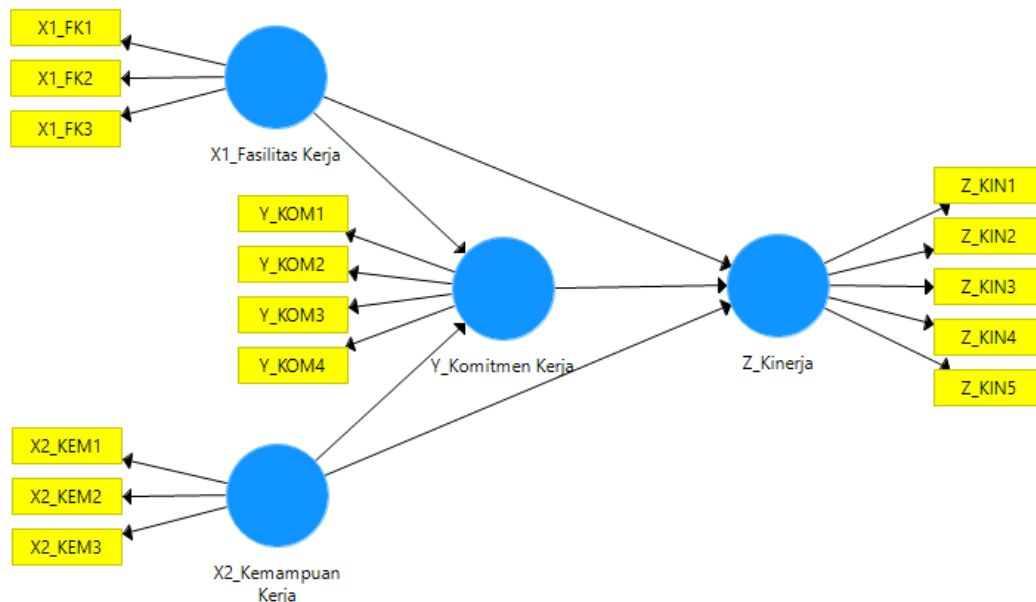 X1_FK1
X1_FK2
X1_FK3
X1_Fasilitas Kerja
Y_KOM1
Y_KOM2
Y_KOM3
Y_KOM4
Y_Komitmen Kerja
Z_KIN1
Z_KIN2
Z_KIN3
Z_KIN4
Z_KIN5
Z_Kinerja
X2_KEM1
X2_KEM2
X2_KEM3
X2_Kemampuan
Kerja